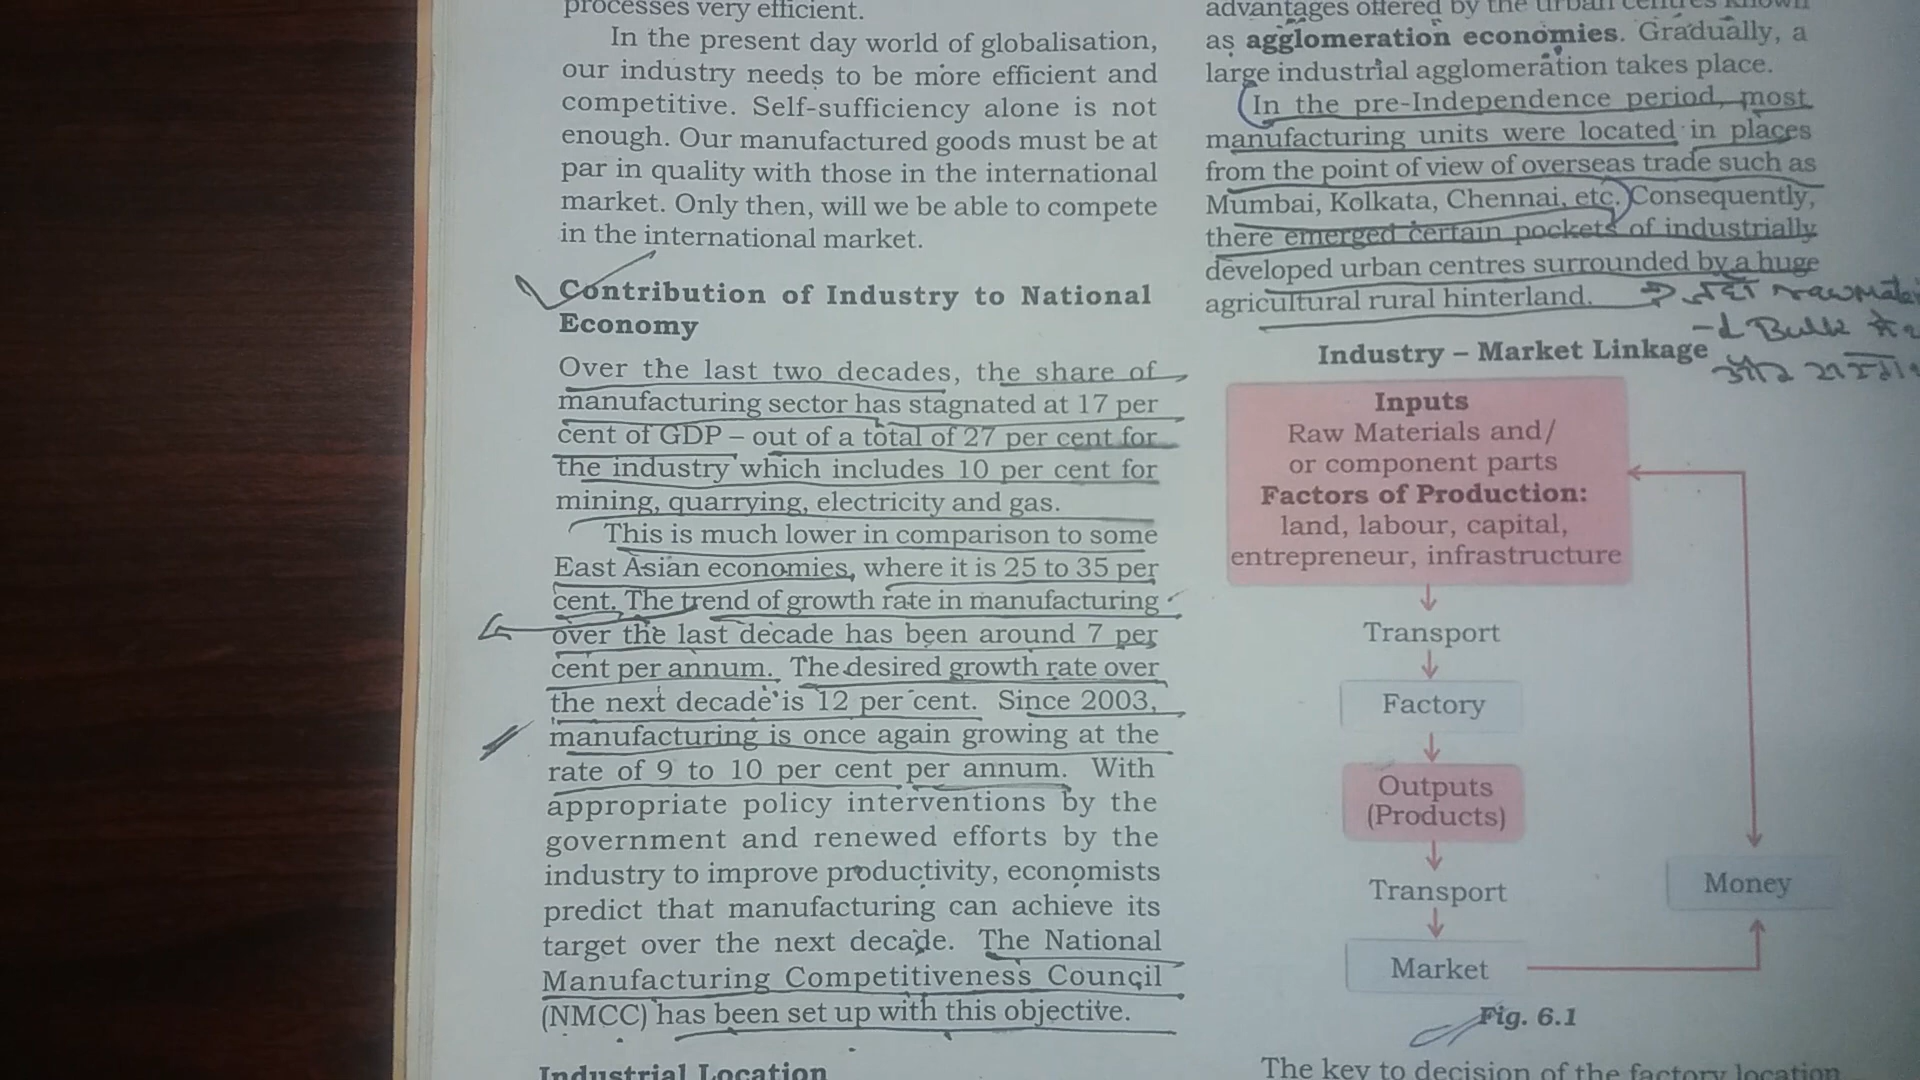 processes very efficient.
In the present day world of globalisation,
our industry needs to be more efficient and
competitive. Self-sufficiency alone is not
enough. Our manufactured goods must be at
par in quality with those in the international
market. Only then, will we be able to compete
in the international market.
Contribution of Industry to National
Economy
Over the last two decades, the share of
manufacturing sector has stagnated at 17 per
cent of GDP – out of a total of 27 per cent for
the industry which includes 10 per cent for
mining, quarrying, electricity and gas.
This is much lower in comparison to some
East Asian economies, where it is 25 to 35 per
cent. The trend of growth rate in manufacturing
over the last decade has been around 7 per
cent per annum. The desired growth rate over
the next decade is 12 per cent. Since 2003,
manufacturing is once again growing at the
rate of 9 to 10 per cent per annum. With
appropriate policy interventions by the
government and renewed efforts by the
industry to improve productivity, economists
predict that manufacturing can achieve its
target over the next decade. The National
Manufacturing Competitiveness Council
(NMCC) has been set up with this objective.
Industrial Location
advantages offered by the urban centres known
as agglomeration economies. Gradually, a
large industrial agglomeration takes place.
In the pre-Independence period, most
manufacturing units were located in places
from the point of view of overseas trade such as
Mumbai, Kolkata, Chennai, etc. Consequently,
there emerged certain pockets of industrially
developed urban centres surrounded by a huge
agricultural rural hinterland.
Bulk
Industry – Market Linkage
Inputs
Raw Materials and/
or component parts
Factors of Production:
land, labour, capital,
entrepreneur, infrastructure
Transport
Factory
Outputs
(Products)
Transport
Market
Money
Fig. 6.1
The key to decision of the factory location